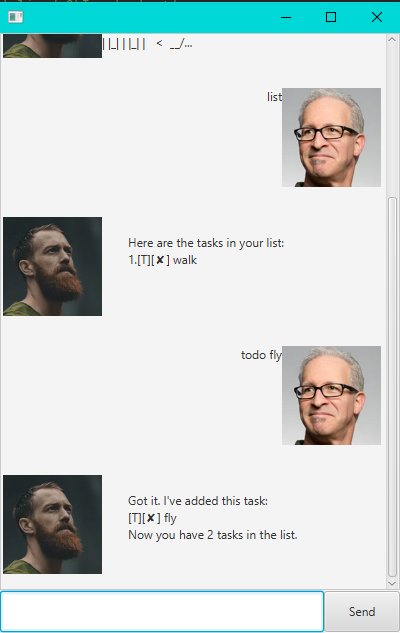 ||_|||_|| < __/...
list
Here are the tasks in your list:
1.[T][✘] walk
todo fly
Got it. I've added this task:
[T][✘] fly
Now you have 2 tasks in the list.
Send